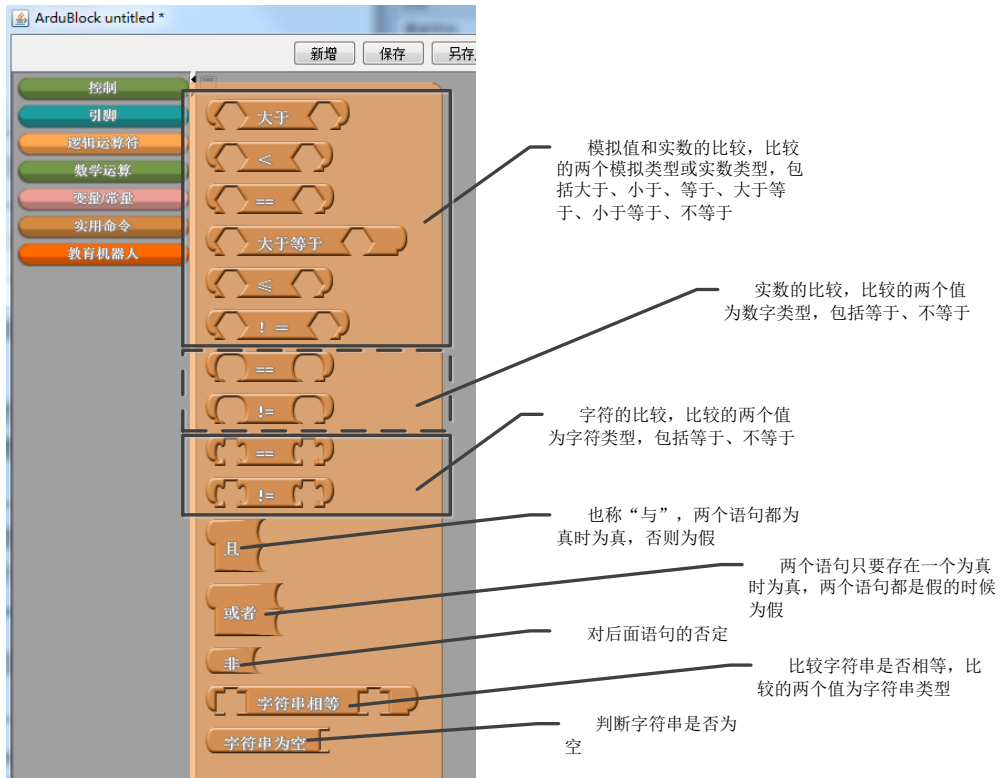 ArduBlock untitled *
新增
保存
另存
控制
引脚
逻辑运算符
数学运算
变量/常量
实用命令
教育机器人
大于
<
==
大于等于
≤
! =
==
!=
==
!=
且
或者
非
字符串相等
字符串为空
模拟值和实数的比较，比较
的两个模拟类型或实数类型，包
括大于、小于、等于、大于等
于、小于等于、不等于
实数的比较，比较的两个值
为数字类型，包括等于、不等于
字符的比较，比较的两个值
为字符类型，包括等于、不等于
也称“与”，两个语句都为
真时为真，否则为假
两个语句只要存在一个为真
时为真，两个语句都是假的时候
为假
对后面语句的否定
比较字符串是否相等，比
较的两个值为字符串类型
判断字符串是否为
空